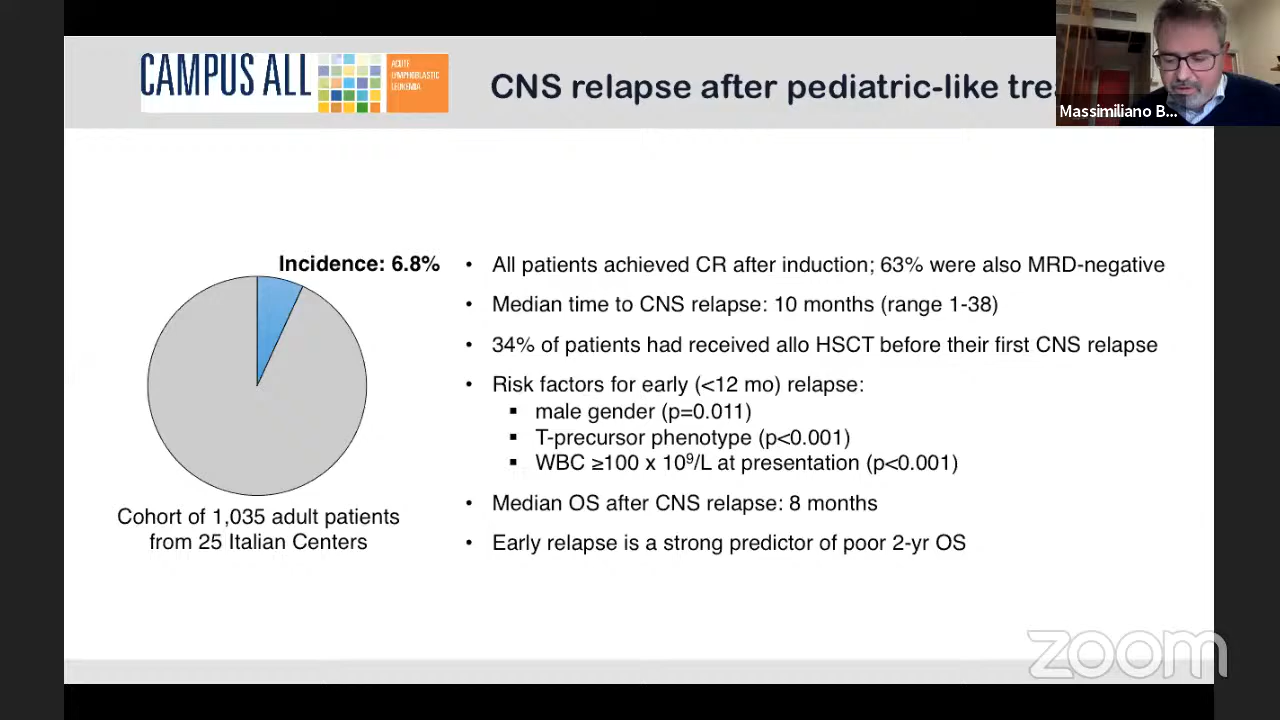 CAMPUS ALL
ACUTE
LYMPHOBLASTIC
LEUKEMIA
CNS relapse after pediatric-like
Massimiliano B...
Incidence: 6.8%
Cohort of 1,035 adult patients
from 25 Italian Centers
• All patients achieved CR after induction; 63% were also MRD-negative
• Median time to CNS relapse: 10 months (range 1-38)
• 34% of patients had received allo HSCT before their first CNS relapse
• Risk factors for early (<12 mo) relapse:
▪ male gender (p=0.011)
▪ T-precursor phenotype (p<0.001)
▪ WBC ≥100 x 10⁹/L at presentation (p<0.001)
• Median OS after CNS relapse: 8 months
• Early relapse is a strong predictor of poor 2-yr OS
zoom